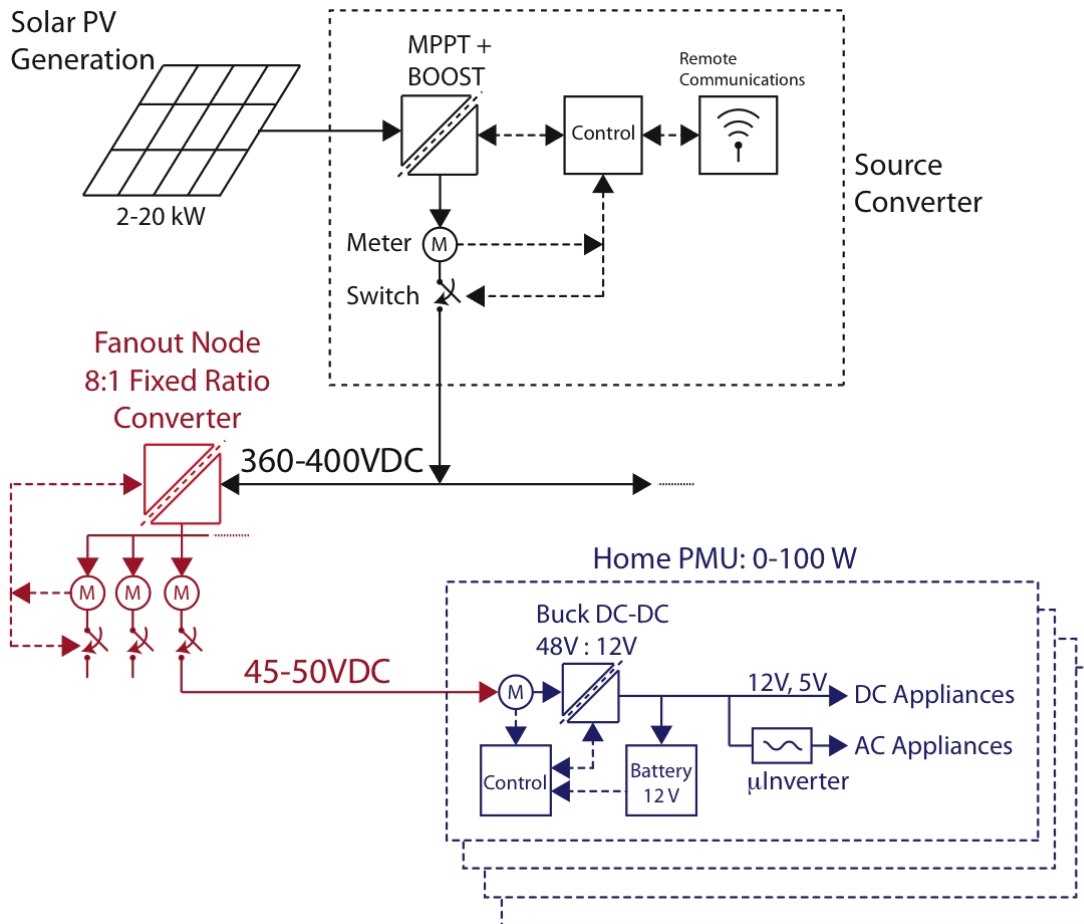 Solar PV
Generation
2-20 kW
MPPT +
BOOST
Control
Remote
Communications
Source
Converter
Meter
M
Switch
Fanout Node
8:1 Fixed Ratio
Converter
360-400VDC
M
M
M
45-50VDC
Home PMU: 0-100 W
Buck DC-DC
48V : 12V
M
Control
Battery
12 V
12V, 5V
DC Appliances
AC Appliances
μInverter